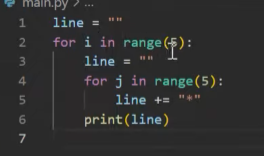 main.py > ...
1 line = ""
2 for i in range(5):
3     line = ""
4     for j in range(5):
5         line += "*"
6     print(line)
7